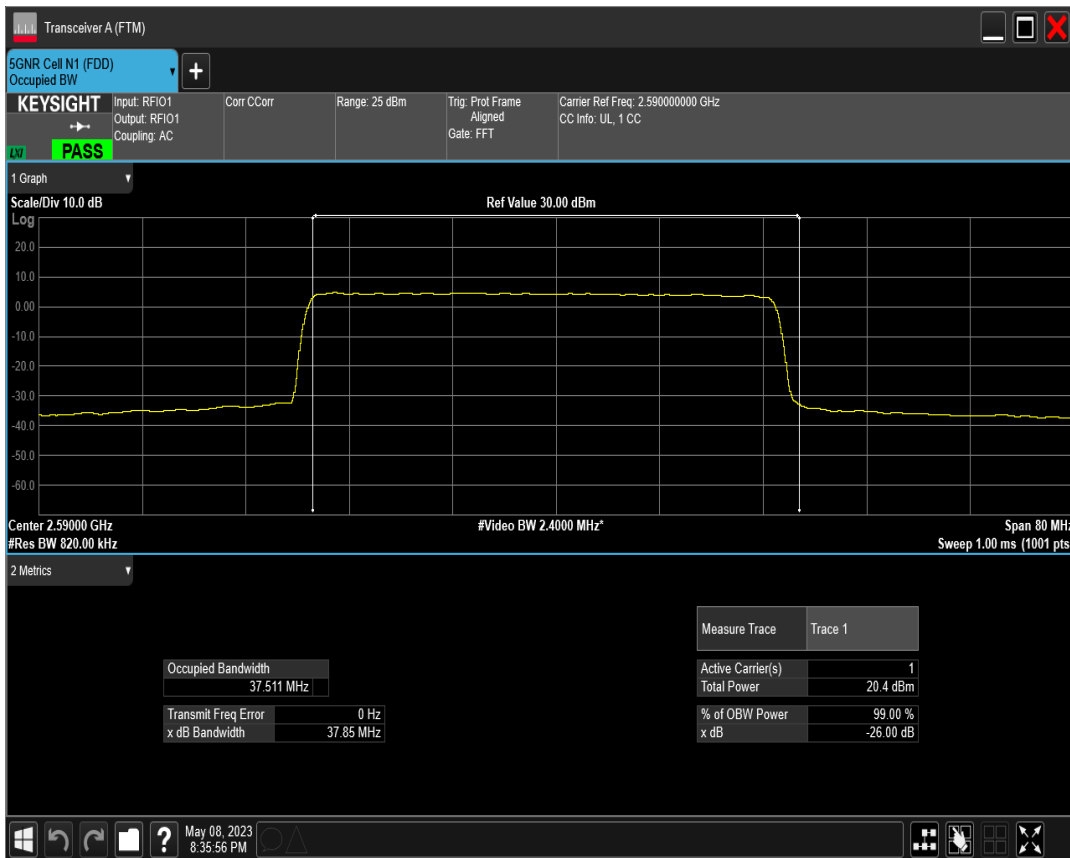 Transceiver A (FTM)
5GNR Cell N1 (FDD)
Occupied BW
+
KEYSIGHT
LXI
PASS
Input: RFIO1
Output: RFIO1
Coupling: AC
Corr CCorr
Range: 25 dBm
Trig: Prot Frame
Aligned
Gate: FFT
Carrier Ref Freq: 2.590000000 GHz
CC Info: UL, 1 CC
1 Graph
Scale/Div 10.0 dB
Ref Value 30.00 dBm
Log
20.0
10.0
0.00
-10.0
-20.0
-30.0
-40.0
-50.0
-60.0
Center 2.59000 GHz
#Video BW 2.4000 MHz*
Span 80 MHz
#Res BW 820.00 kHz
Sweep 1.00 ms (1001 pts
2 Metrics
Measure Trace Trace 1
Occupied Bandwidth
37.511 MHz
Active Carrier(s) 1
Total Power 20.4 dBm
Transmit Freq Error 0 Hz
x dB Bandwidth 37.85 MHz
% of OBW Power 99.00 %
x dB -26.00 dB
?
May 08, 2023
8:35:56 PM